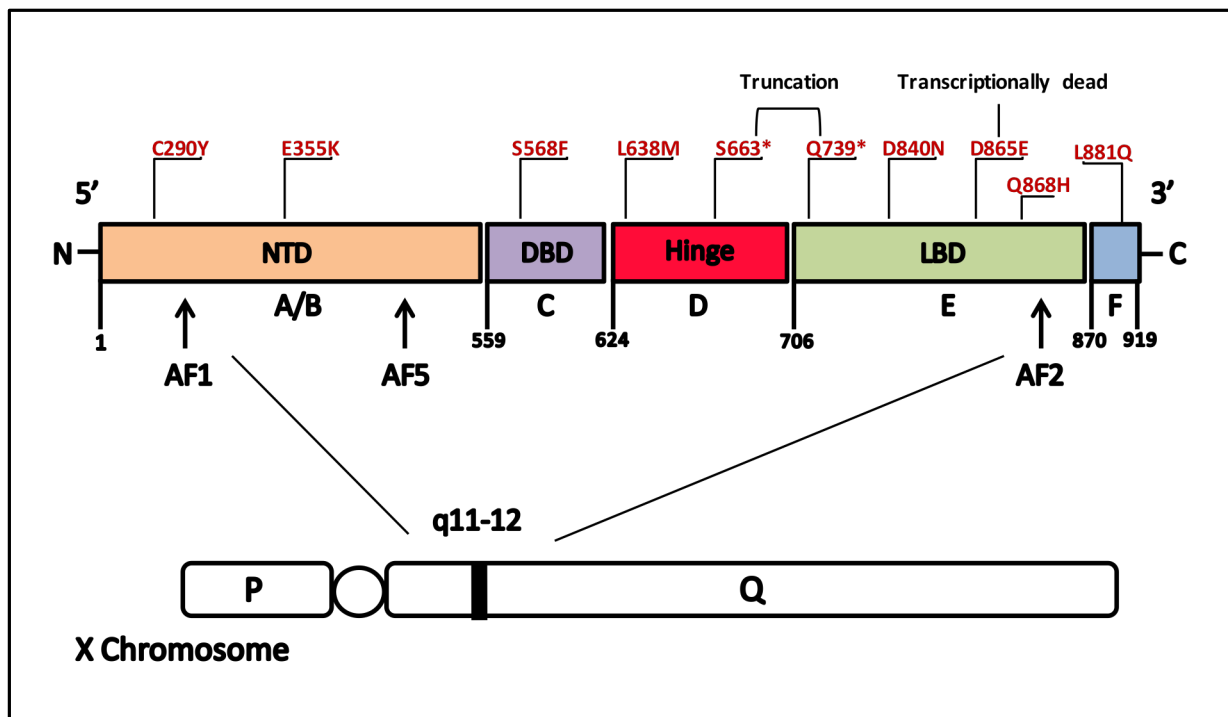 Truncation Transcriptionally dead
C290Y E355K S568F L638M S663* Q739* D840N D865E L881Q
Q868H
5’ 3’
N NTD DBD Hinge LBD C
A/B C D E F
1 559 624 706 870 919
AF1 AF5 AF2
q11-12
P Q
X Chromosome